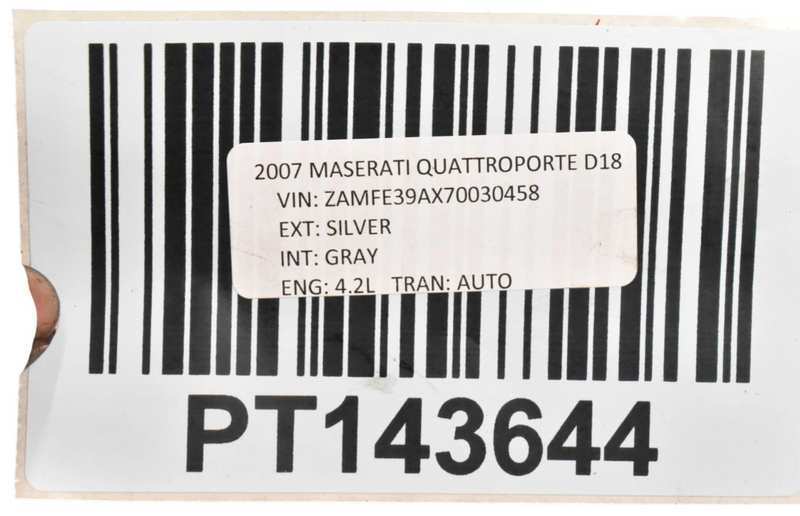 2007 MASERATI QUATTROPORTE D18
VIN: ZAMFE39AX70030458
EXT: SILVER
INT: GRAY
ENG: 4.2L TRAN: AUTO
PT143644